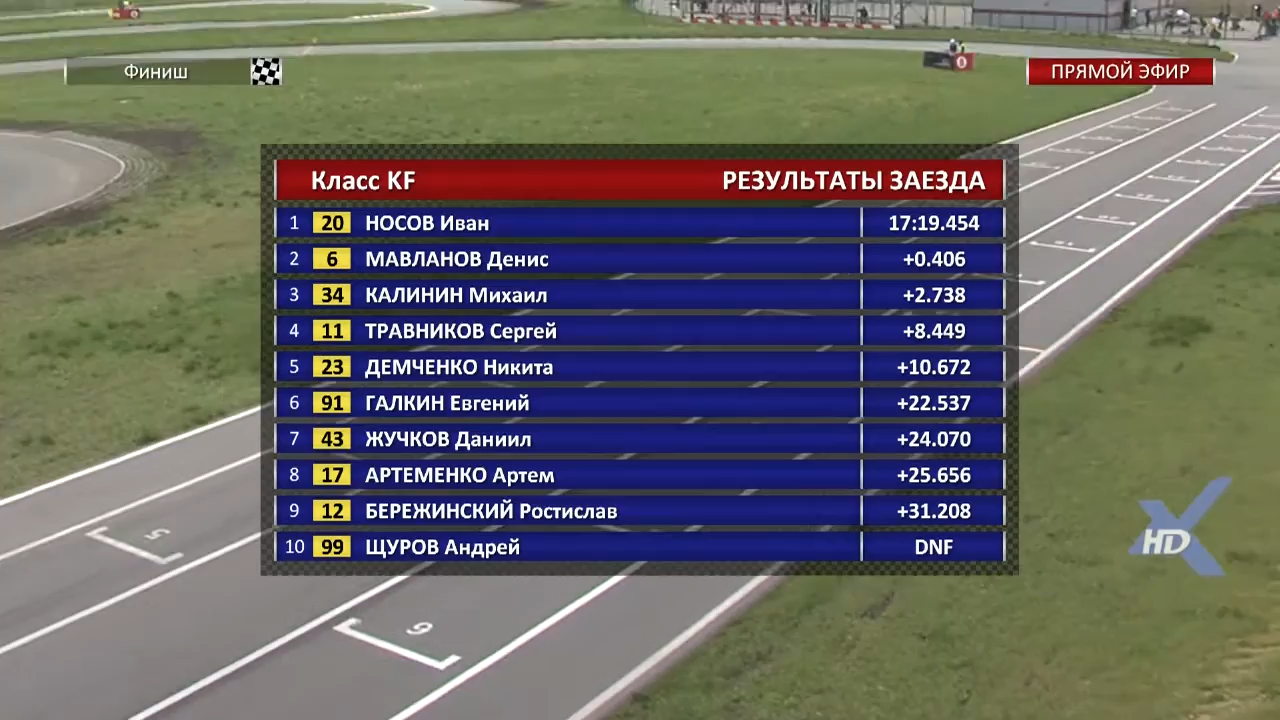 Финиш
ПРЯМОЙ ЭФИР
Класс KF РЕЗУЛЬТАТЫ ЗАЕЗДА
1 20 НОСОВ Иван 17:19.454
2 6 МАВЛАНОВ Денис +0.406
3 34 КАЛИНИН Михаил +2.738
4 11 ТРАВНИКОВ Сергей +8.449
5 23 ДЕМЧЕНКО Никита +10.672
6 91 ГАЛКИН Евгений +22.537
7 43 ЖУЧКОВ Даниил +24.070
8 17 АРТЕМЕНКО Артем +25.656
9 12 БЕРЕЖИНСКИЙ Ростислав +31.208
10 99 ЩУРОВ Андрей DNF
X HD
5
6